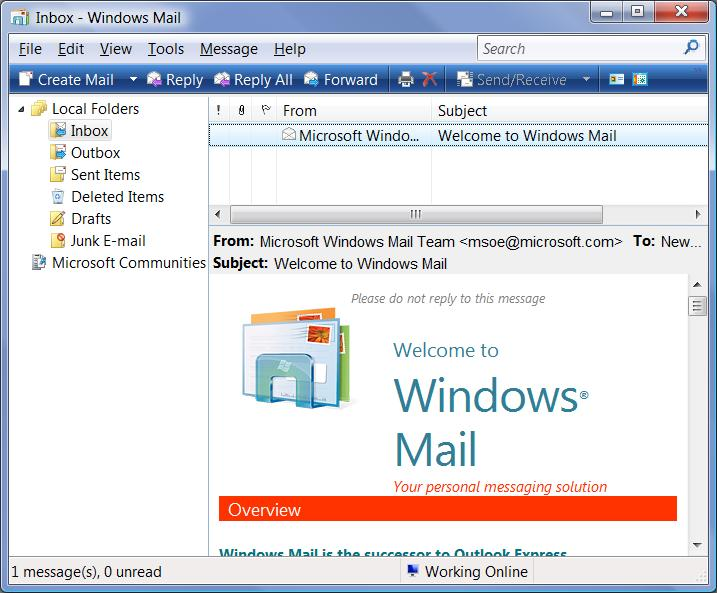 Inbox - Windows Mail
File Edit View Tools Message Help Search
Create Mail Reply Reply All Forward Send/Receive
Local Folders
Inbox
Outbox
Sent Items
Deleted Items
Drafts
Junk E-mail
Microsoft Communities
! From Subject
Microsoft Windo... Welcome to Windows Mail
From: Microsoft Windows Mail Team <msoe@microsoft.com> To: New...
Subject: Welcome to Windows Mail
Please do not reply to this message
Welcome to
Windows®
Mail
Your personal messaging solution
Overview
Windows Mail is the successor to Outlook Express
1 message(s), 0 unread Working Online